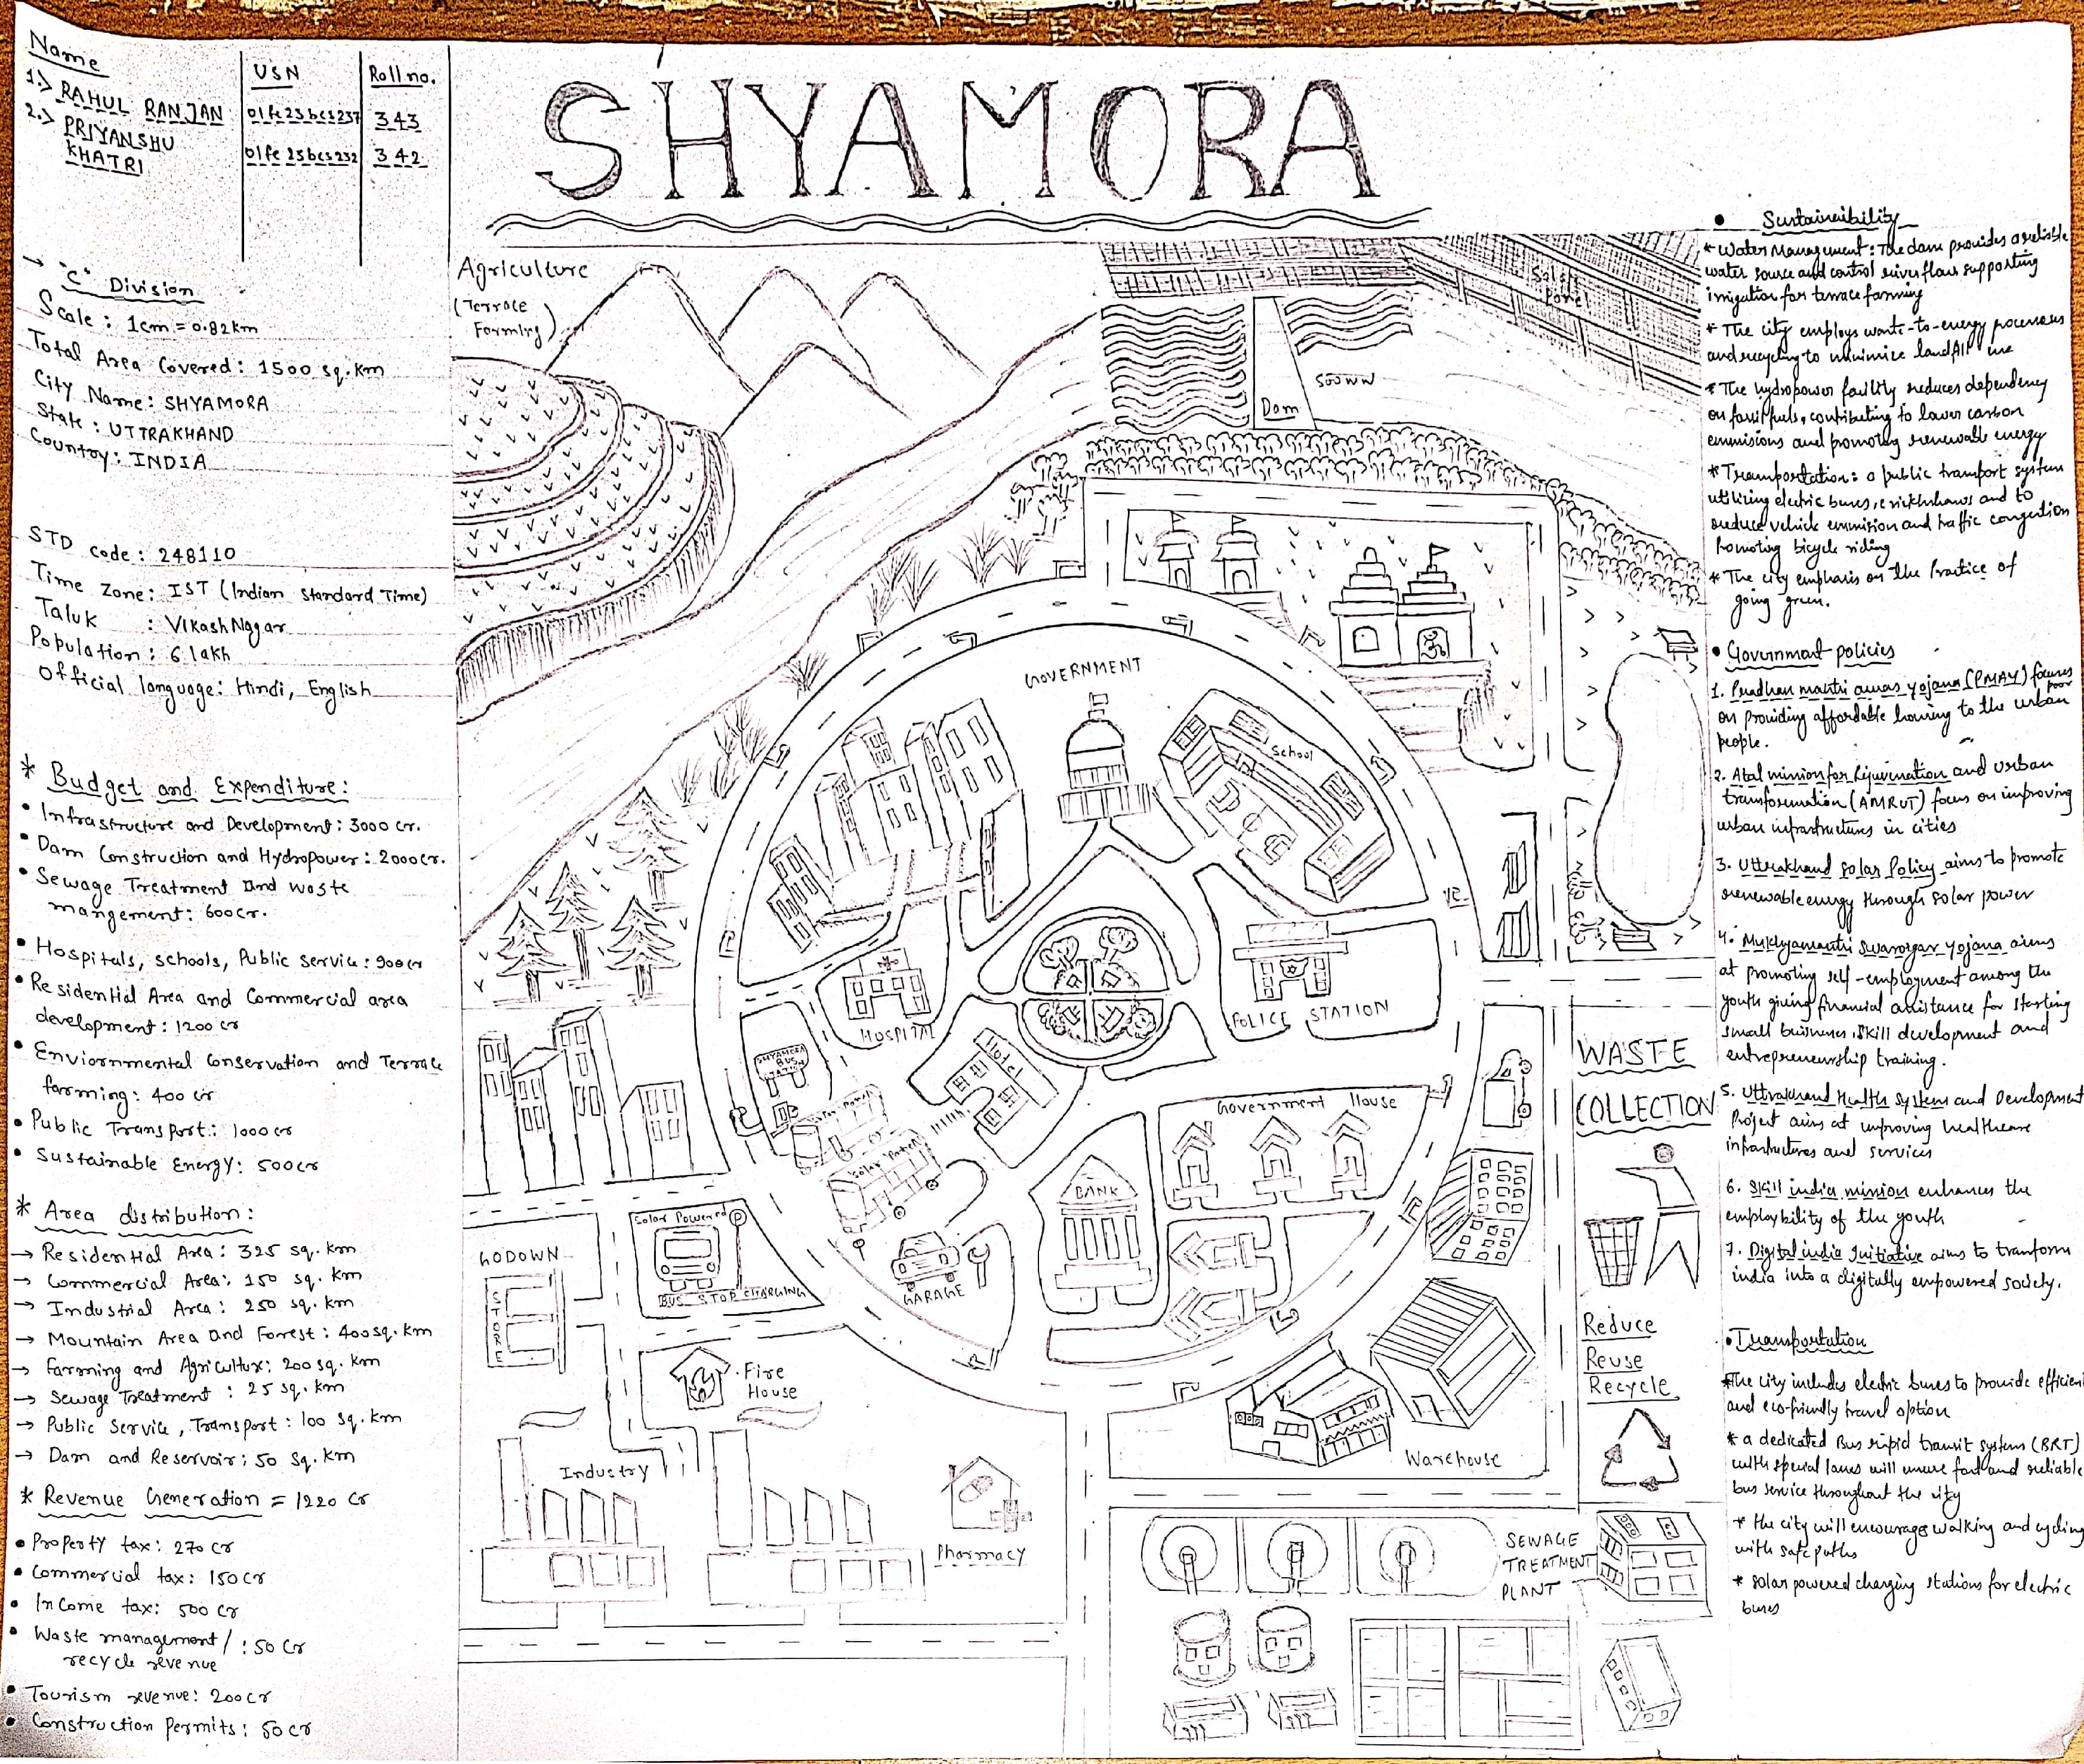 SHYAMORA
Name
USN
Roll no.
1.> RAHUL RANJAN
01fe23bcs237
343
2.> PRIYANSHU
KHATRI
01fe23bcs232
342
→ "C" Division
Scale : 1cm = 0.82km
Total Area Covered : 1500 sq.km
City Name : SHYAMORA
State : UTTRAKHAND
Country : INDIA
STD code : 248110
Time Zone : IST (Indian Standard Time)
Taluk : Vikash Nagar
Population : 6 lakh
Official language : Hindi, English
* Budget and Expenditure :
• Infrastructure and Development : 3000 cr.
• Dam Construction and Hydropower : 2000cr.
• Sewage Treatment and waste
mangement : 600cr.
• Hospitals, schools, Public service : 900cr
• Residential Area and Commercial area
development : 1200 cr
• Enviornmental Conservation and Terrace
farming : 400 cr
• Public Transport : 1000 cr
• Sustainable Energy : 500cr
* Area distribution :
→ Residential Area : 325 sq. km
→ Commercial Area : 150 sq. km
→ Industrial Area : 250 sq. km
→ Mountain Area and Forest : 400 sq. km
→ Farming and Agricultur : 200 sq. km
→ Sewage Treatment : 25 sq. km
→ Public Service, Transport : 100 sq. km
→ Dam and Reservoir : 50 sq. km
* Revenue Generation = 1220 Cr
• Property tax : 270 cr
• Commercial tax : 150 cr
• Income tax : 500 cr
• Waste management / : 50 Cr
recycle revenue
• Tourism revenue : 200 cr
• Construction Permits : 50 cr
Agriculture
(Terrace
Forming)
Solar
Panel
500WW
Dam
GOVERNMENT
School
HOSPITAL
POLICE STATION
SHYAMORA
BUS
STATION
Solar Panel
Solar Panel
Government House
BANK
GARAGE
Solar Powered
P
BUS STOP CHARGING
GODOWN
STORE
Fire
House
Industry
Pharmacy
Warehouse
SEWAGE
TREATMENT
PLANT
WASTE
COLLECTION
Reduce
Reuse
Recycle
• Sustainibility
* Water Management : The dam provides a reliable
water source and control river flow supporting
irrigation for terrace farming
* The city employs waste-to-energy processes
and recycling to minimize landfill use
* The hydropower facility reduces dependency
on fossil fuels, contributing to lower carbon
emmisions and promoting renewable energy
* Transportation : a public transport system
utilizing electric buses, e rickshaws and to
reduce vehicle emmision and traffic congestion
Promoting bicycle riding
* The city emphasis on the Practice of
going green.
• Government policies
1. Pradhan mantri awas yojana (PMAY) focuses
on providing affordable housing to the urban poor
people.
2. Atal mission for Rejuvenation and urban
transformation (AMRUT) focus on improving
urban infrastructures in cities
3. Uttrakhand Solar Policy aims to promote
renewable energy through solar power
4. Mukhyamantri swarozgar yojana aims
at promoting self-employment among the
youth giving financial assistance for starting
small business, skill development and
entrepreneurship training.
5. Uttrakhand Health System and Development
Project aims at improving healthcare
infrastructures and services
6. Skill india mission enhances the
employbility of the youth
7. Digital india Initiative aims to transform
india into a digitally empowered society.
• Transportation
* The city includes electric buses to provide efficien
and eco-friendly travel option
* a dedicated Bus rapid transit system (BRT)
with special lanes will ensure fast and reliable
bus service throughout the city
* the city will encourage walking and cycling
with safe paths
* solar powered charging stations for electric
buses